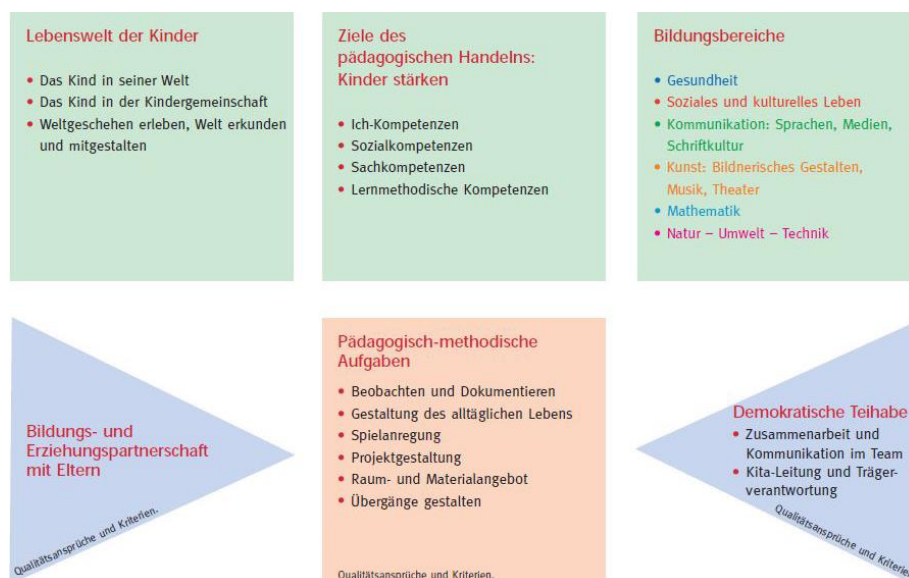 Lebenswelt der Kinder
• Das Kind in seiner Welt
• Das Kind in der Kindergemeinschaft
• Weltgeschehen erleben, Welt erkunden
und mitgestalten
Ziele des
pädagogischen Handelns:
Kinder stärken
• Ich-Kompetenzen
• Sozialkompetenzen
• Sachkompetenzen
• Lernmethodische Kompetenzen
Bildungsbereiche
• Gesundheit
• Soziales und kulturelles Leben
• Kommunikation: Sprachen, Medien,
Schriftkultur
• Kunst: Bildnerisches Gestalten,
Musik, Theater
• Mathematik
• Natur – Umwelt – Technik
Bildungs- und
Erziehungspartnerschaft
mit Eltern
Qualitätsansprüche und Kriterien.
Pädagogisch-methodische
Aufgaben
• Beobachten und Dokumentieren
• Gestaltung des alltäglichen Lebens
• Spielanregung
• Projektgestaltung
• Raum- und Materialangebot
• Übergänge gestalten
Qualitätsansprüche und Kriterien.
Demokratische Teihabe
• Zusammenarbeit und
Kommunikation im Team
• Kita-Leitung und Träger-
verantwortung
Qualitätsansprüche und Kriterien